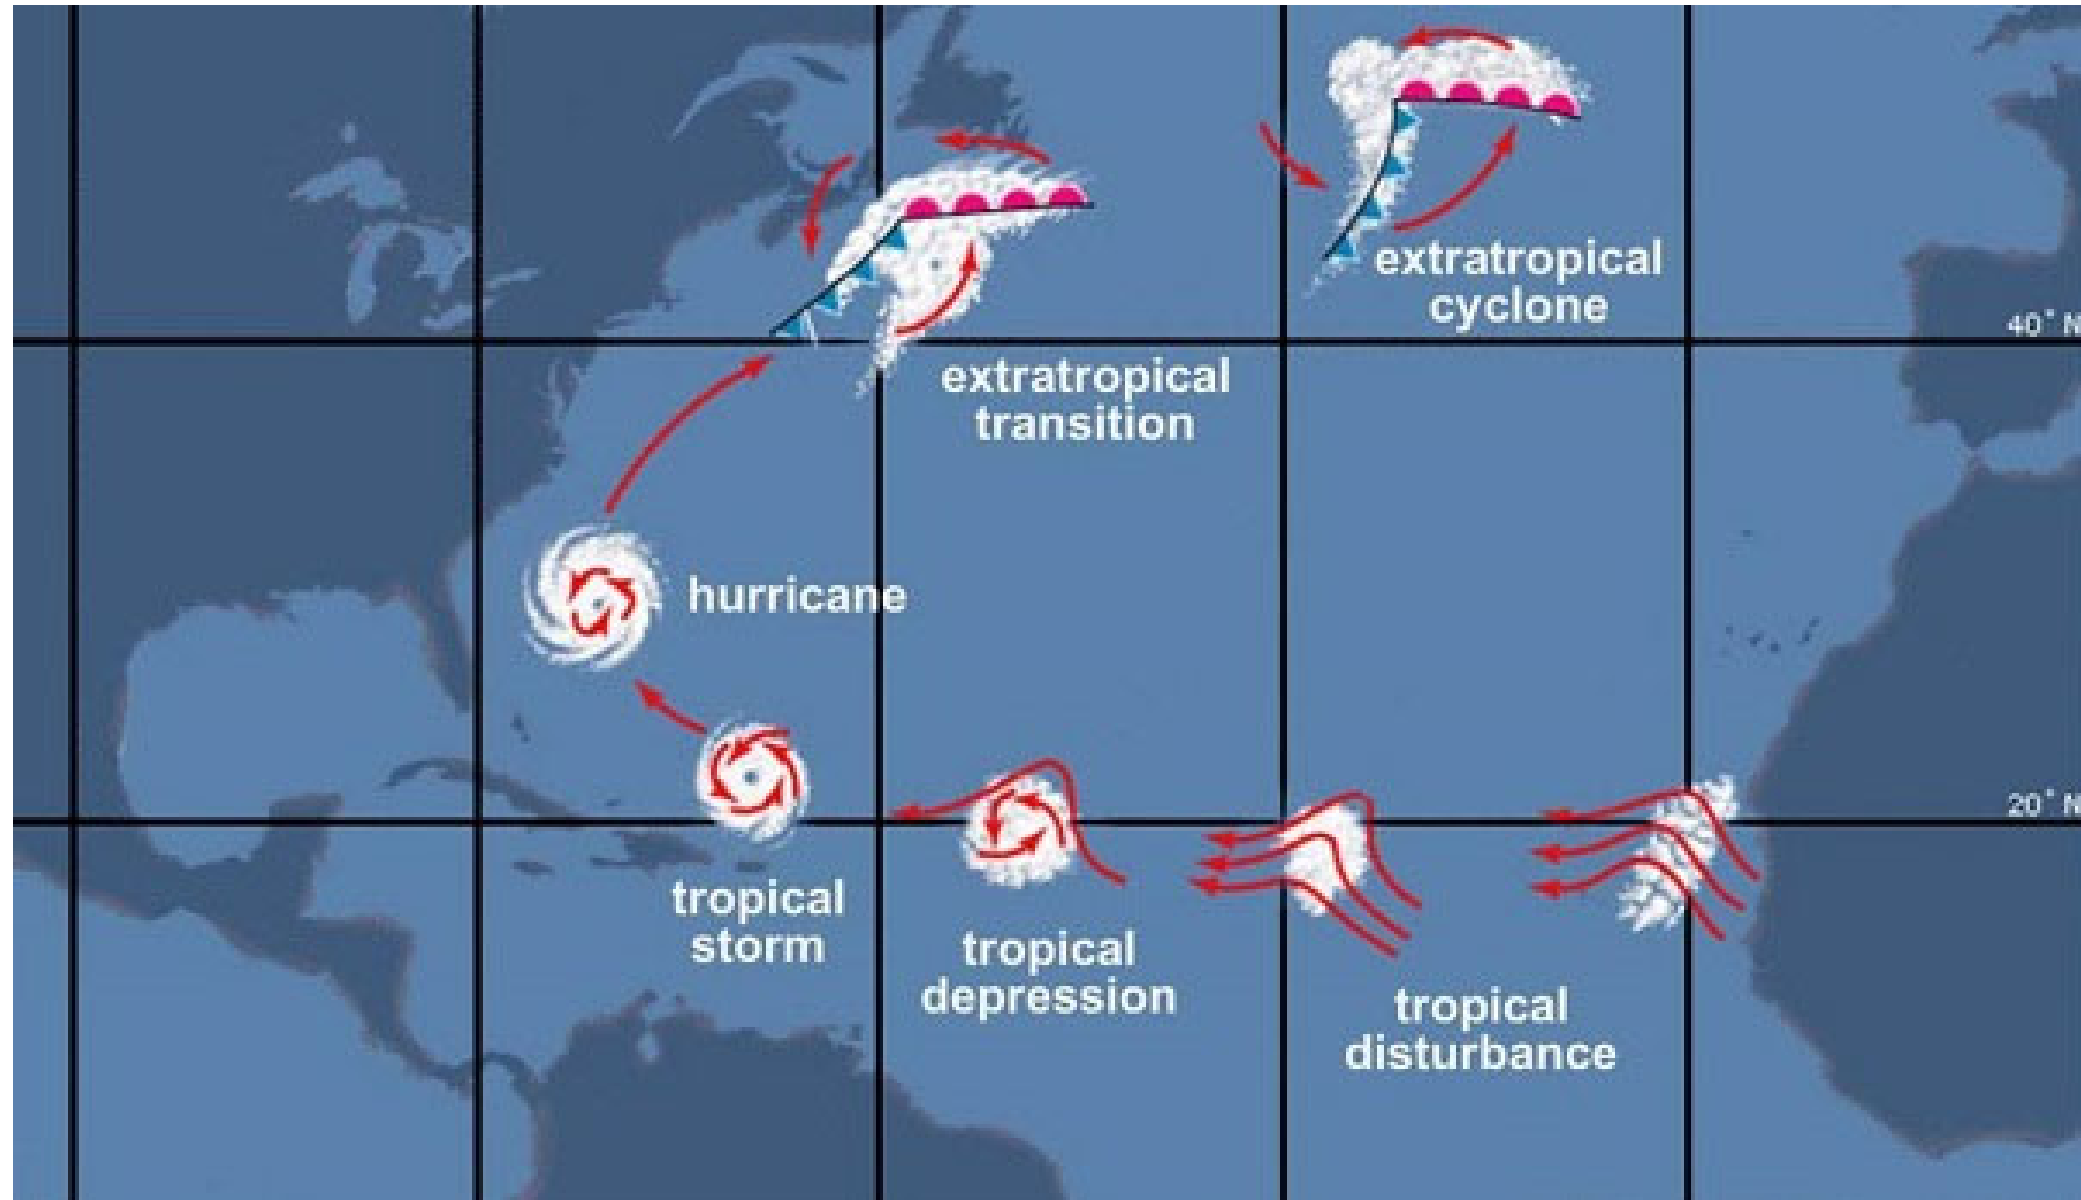 extratropical
cyclone
40° N
extratropical
transition
hurricane
20° N
tropical
storm
tropical
depression
tropical
disturbance